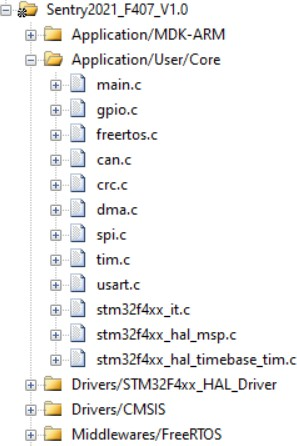 Sentry2021_F407_V1.0
Application/MDK-ARM
Application/User/Core
main.c
gpio.c
freertos.c
can.c
crc.c
dma.c
spi.c
tim.c
usart.c
stm32f4xx_it.c
stm32f4xx_hal_msp.c
stm32f4xx_hal_timebase_tim.c
Drivers/STM32F4xx_HAL_Driver
Drivers/CMSIS
Middlewares/FreeRTOS